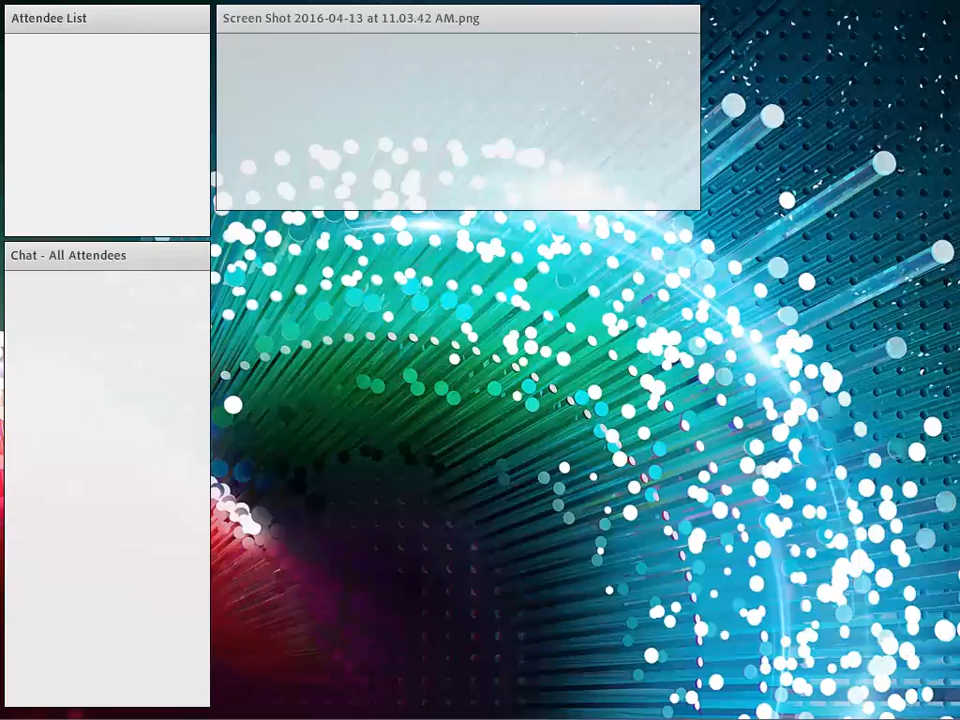 Attendee List
Screen Shot 2016-04-13 at 11.03.42 AM.png
Chat - All Attendees